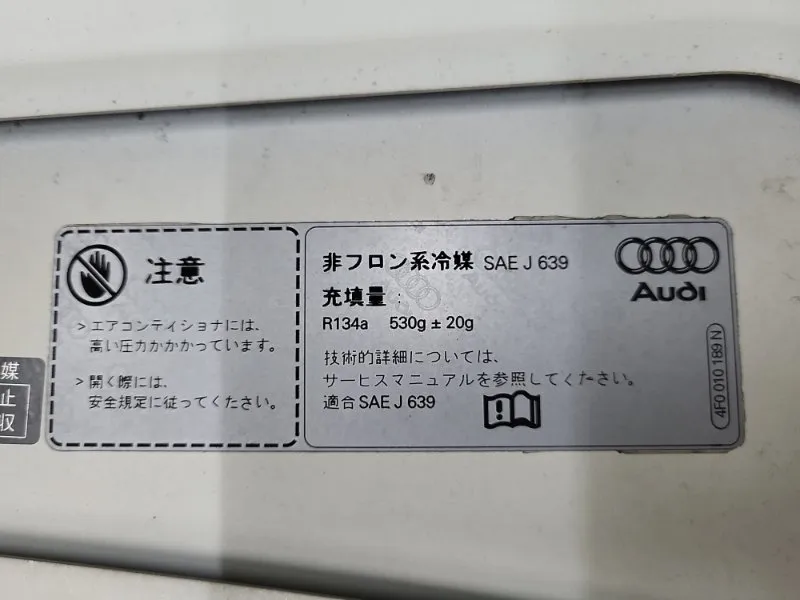 注意
> エアコンディショナには、
高い圧力がかかっています。
> 開く際には、
安全規定に従ってください。
非フロン系冷媒 SAE J 639
充填量 :
R134a 530g ± 20g
技術的詳細については、
サービスマニュアルを参照してください。
適合 SAE J 639
Audi
4F0 010 189 N
媒
止
収